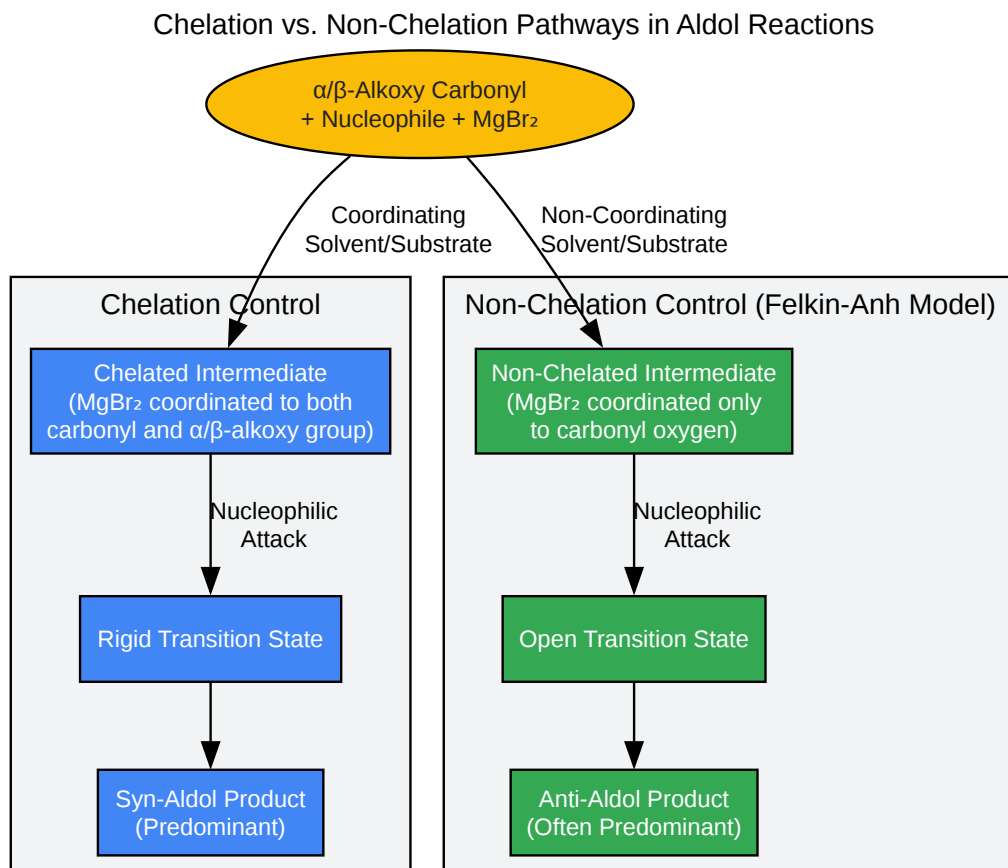 Chelation vs. Non-Chelation Pathways in Aldol Reactions
α/β-Alkoxy Carbonyl
+ Nucleophile + MgBr₂
Coordinating
Solvent/Substrate
Non-Coordinating
Solvent/Substrate
Chelation Control
Chelated Intermediate
(MgBr₂ coordinated to both
carbonyl and α/β-alkoxy group)
Nucleophilic
Attack
Rigid Transition State
Syn-Aldol Product
(Predominant)
Non-Chelation Control (Felkin-Anh Model)
Non-Chelated Intermediate
(MgBr₂ coordinated only
to carbonyl oxygen)
Nucleophilic
Attack
Open Transition State
Anti-Aldol Product
(Often Predominant)